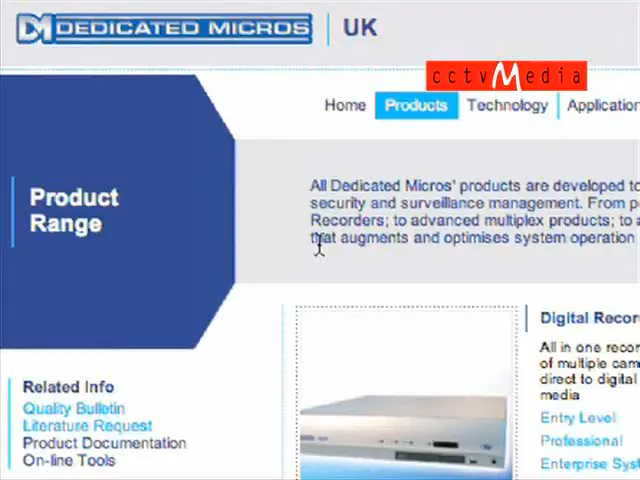 DM DEDICATED MICROS UK
cctvMedia
Home Products Technology Application
Product
Range
All Dedicated Micros' products are developed to
security and surveillance management. From
Recorders; to advanced multiplex products; to
that augments and optimises system operation
Digital Recor
All in one recor
of multiple cam
direct to digital
media
Entry Level
Professional
Enterprise Syst
Related Info
Quality Bulletin
Literature Request
Product Documentation
On-line Tools